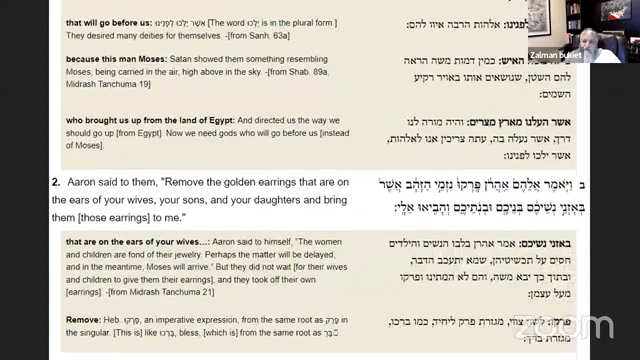 that will go before us: אֲשֶׁר יֵלְכוּ לְפָנֵינוּ [The word יֵלְכוּ is in the plural form.]
They desired many deities for themselves. -[from Sanh. 63a]
because this man Moses: Satan showed them something resembling
Moses, being carried in the air, high above in the sky. -[from Shab. 89a,
Midrash Tanchuma 19]
who brought us up from the land of Egypt: And directed us the way we
should go up [from Egypt]. Now we need gods who will go before us [instead
of Moses].
לפנינו: אלהות הרבה איוו להם:
האיש: כמין דמות משה הראה
להם השטן, שנושאים אותו באויר רקיע
השמים:
אשר העלנו מארץ מצרים: והיה מורה לנו
דרך, אשר נעלה בה, עתה צריכין אנו לאלהות,
אשר ילכו לפנינו:
2. Aaron said to them, "Remove the golden earrings that are on
the ears of your wives, your sons, and your daughters and bring
them [those earrings] to me."
ב וַיֹּאמֶר אֲלֵהֶם אַהֲרֹן פָּרְקוּ נִזְמֵי הַזָּהָב אֲשֶׁר
בְּאָזְנֵי נְשֵׁיכֶם בְּנֵיכֶם וּבְנֹתֵיכֶם וְהָבִיאוּ אֵלָי:
that are on the ears of your wives…: Aaron said to himself, "The women
and children are fond of their jewelry. Perhaps the matter will be delayed,
and in the meantime, Moses will arrive." But they did not wait [for their wives
and children to give them their earrings], and they took off their own
[earrings]. -[from Midrash Tanchuma 21]
Remove: Heb. פָּרְקוּ, an imperative expression, from the same root as פָּרֵק in
the singular. [This is] like בָּרְכוּ, bless, [which is] from the same root as
באזני נשיכם: אמר אהרן בלבו הנשים והילדים
חסים על תכשיטיהן, שמא יתעכב הדבר,
ובתוך כך יבא משה, והם לא המתינו ופרקו
מעל עצמן:
פרקו: לשון צווי, מגזרת פרק ליחיד, כמו ברכו,
מגזרת ברך:
Zalman Bukiet
zoom